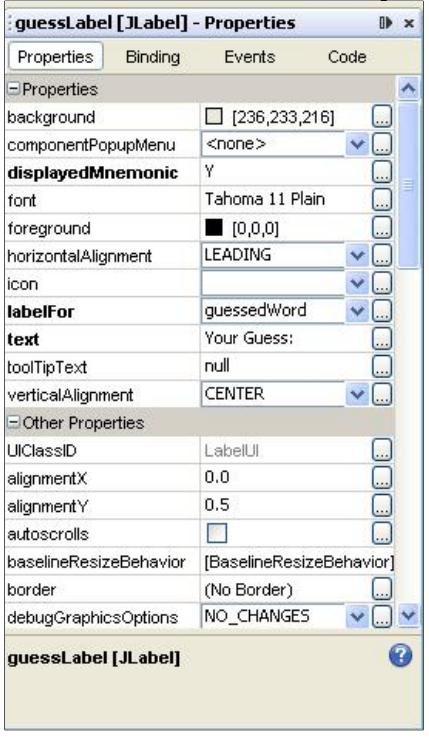 guessLabel [JLabel] - Properties
Properties Binding Events Code
Properties
background [236,233,216] ...
componentPopupMenu <none> ...
displayedMnemonic Y ...
font Tahoma 11 Plain ...
foreground [0,0,0] ...
horizontalAlignment LEADING ...
icon ...
labelFor guessedWord ...
text Your Guess: ...
toolTipText null ...
verticalAlignment CENTER ...
Other Properties
UIClassID LabelUI ...
alignmentX 0.0 ...
alignmentY 0.5 ...
autoscrolls ...
baselineResizeBehavior [BaselineResizeBehavior]
border (No Border) ...
debugGraphicsOptions NO_CHANGES ...
guessLabel [JLabel] ?